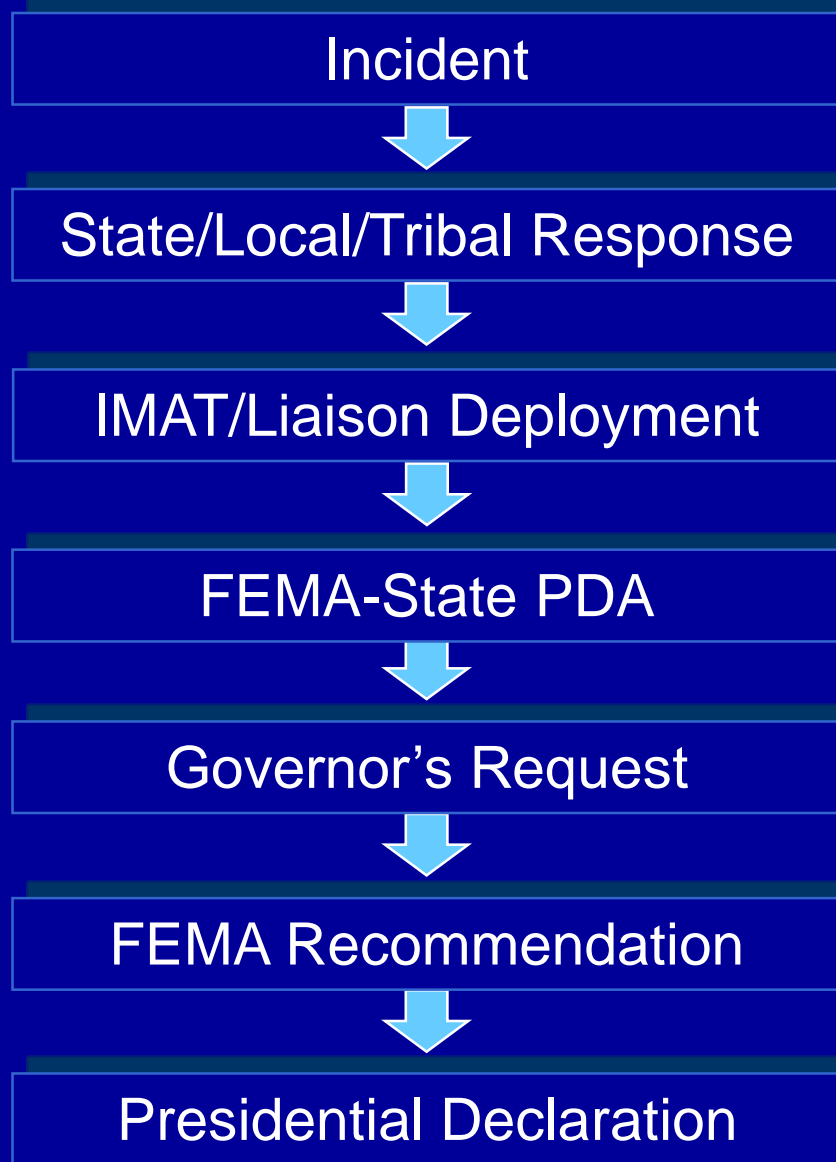 Incident
State/Local/Tribal Response
IMAT/Liaison Deployment
FEMA-State PDA
Governor’s Request
FEMA Recommendation
Presidential Declaration